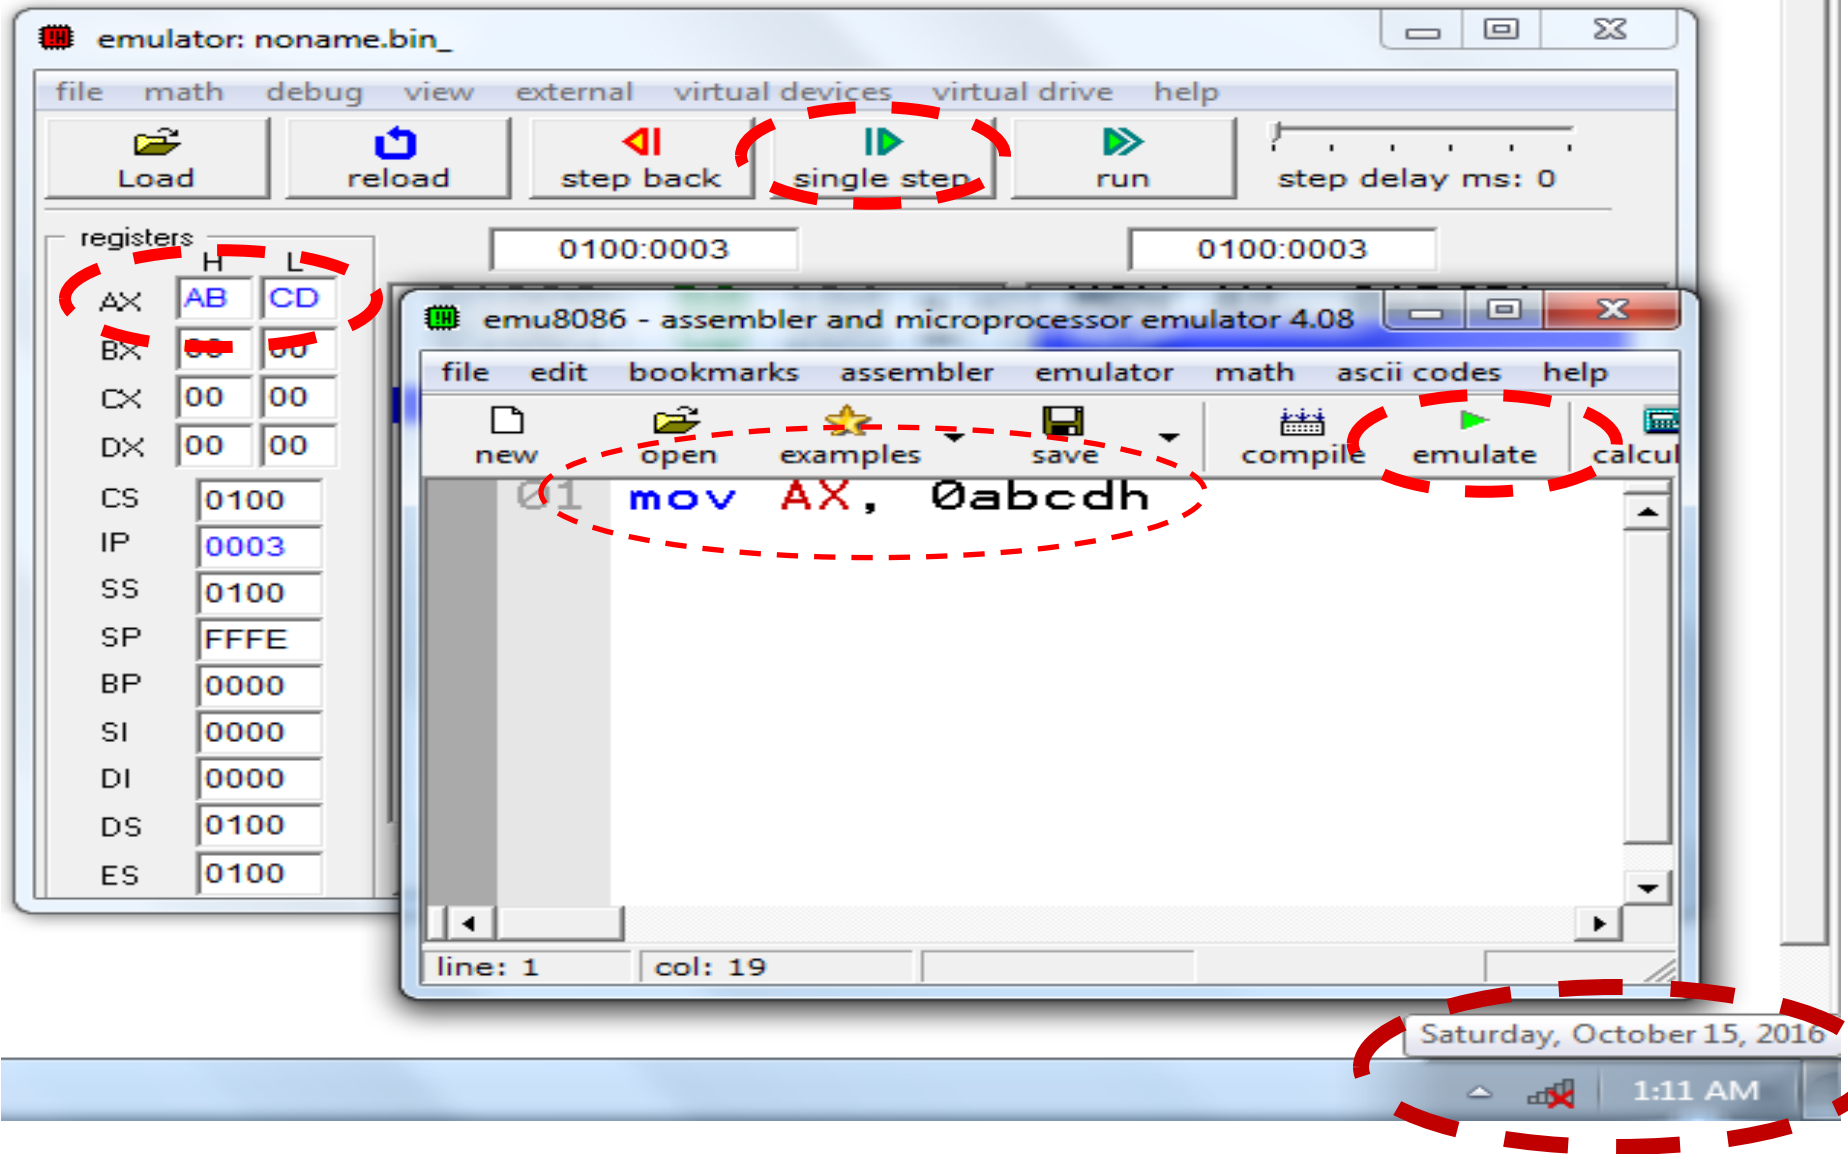 emulator: noname.bin_
file math debug view external virtual devices virtual drive help
Load reload step back single step run step delay ms: 0
registers
H L
0100:0003 0100:0003
AX AB CD
BX 00 00
CX 00 00
DX 00 00
CS 0100
IP 0003
SS 0100
SP FFFE
BP 0000
SI 0000
DI 0000
DS 0100
ES 0100
emu8086 - assembler and microprocessor emulator 4.08
file edit bookmarks assembler emulator math ascii codes help
new open examples save compile emulate calcul
01 mov AX, 0abcdh
line: 1 col: 19
Saturday, October 15, 2016
1:11 AM